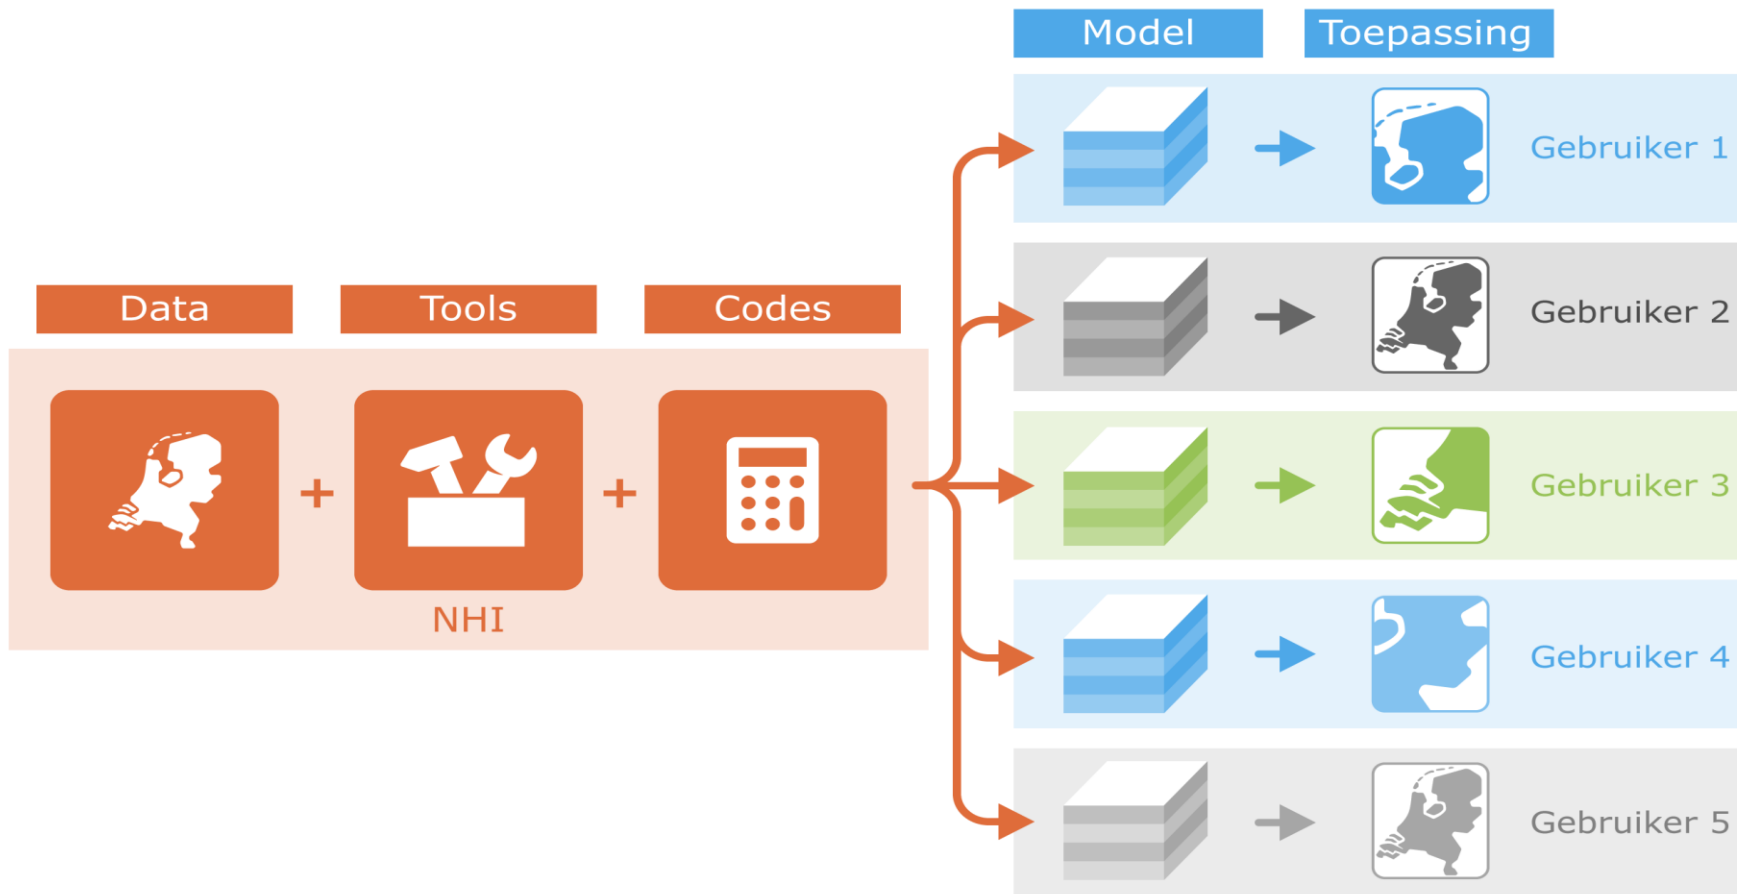 Model
Toepassing
Gebruiker 1
Gebruiker 2
Data
Tools
Codes
Gebruiker 3
NHI
Gebruiker 4
Gebruiker 5